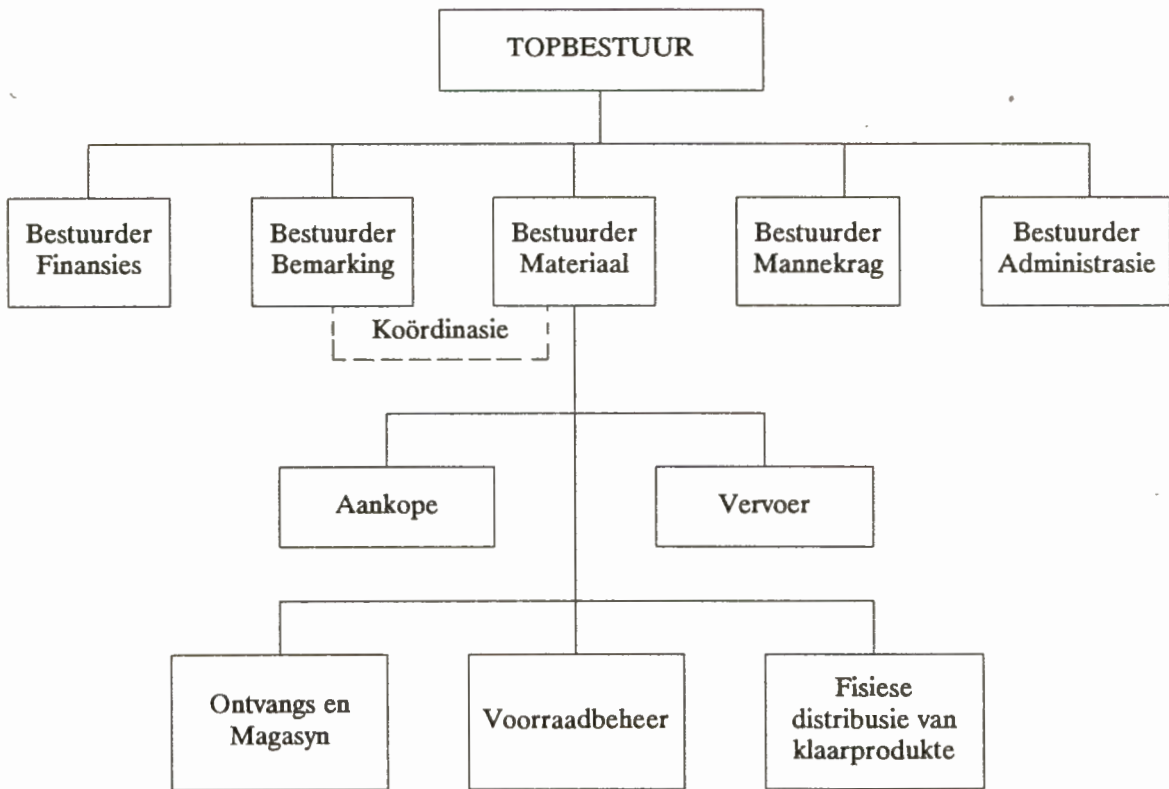 TOPBESTUUR
Bestuurder
Finansies
Bestuurder
Bemarking
Bestuurder
Materiaal
Bestuurder
Mannekrag
Bestuurder
Administrasie
Koördinasie
Aankope
Vervoer
Ontvangs en
Magasyn
Voorraadbeheer
Fisiese
distribusie van
klaarprodukte